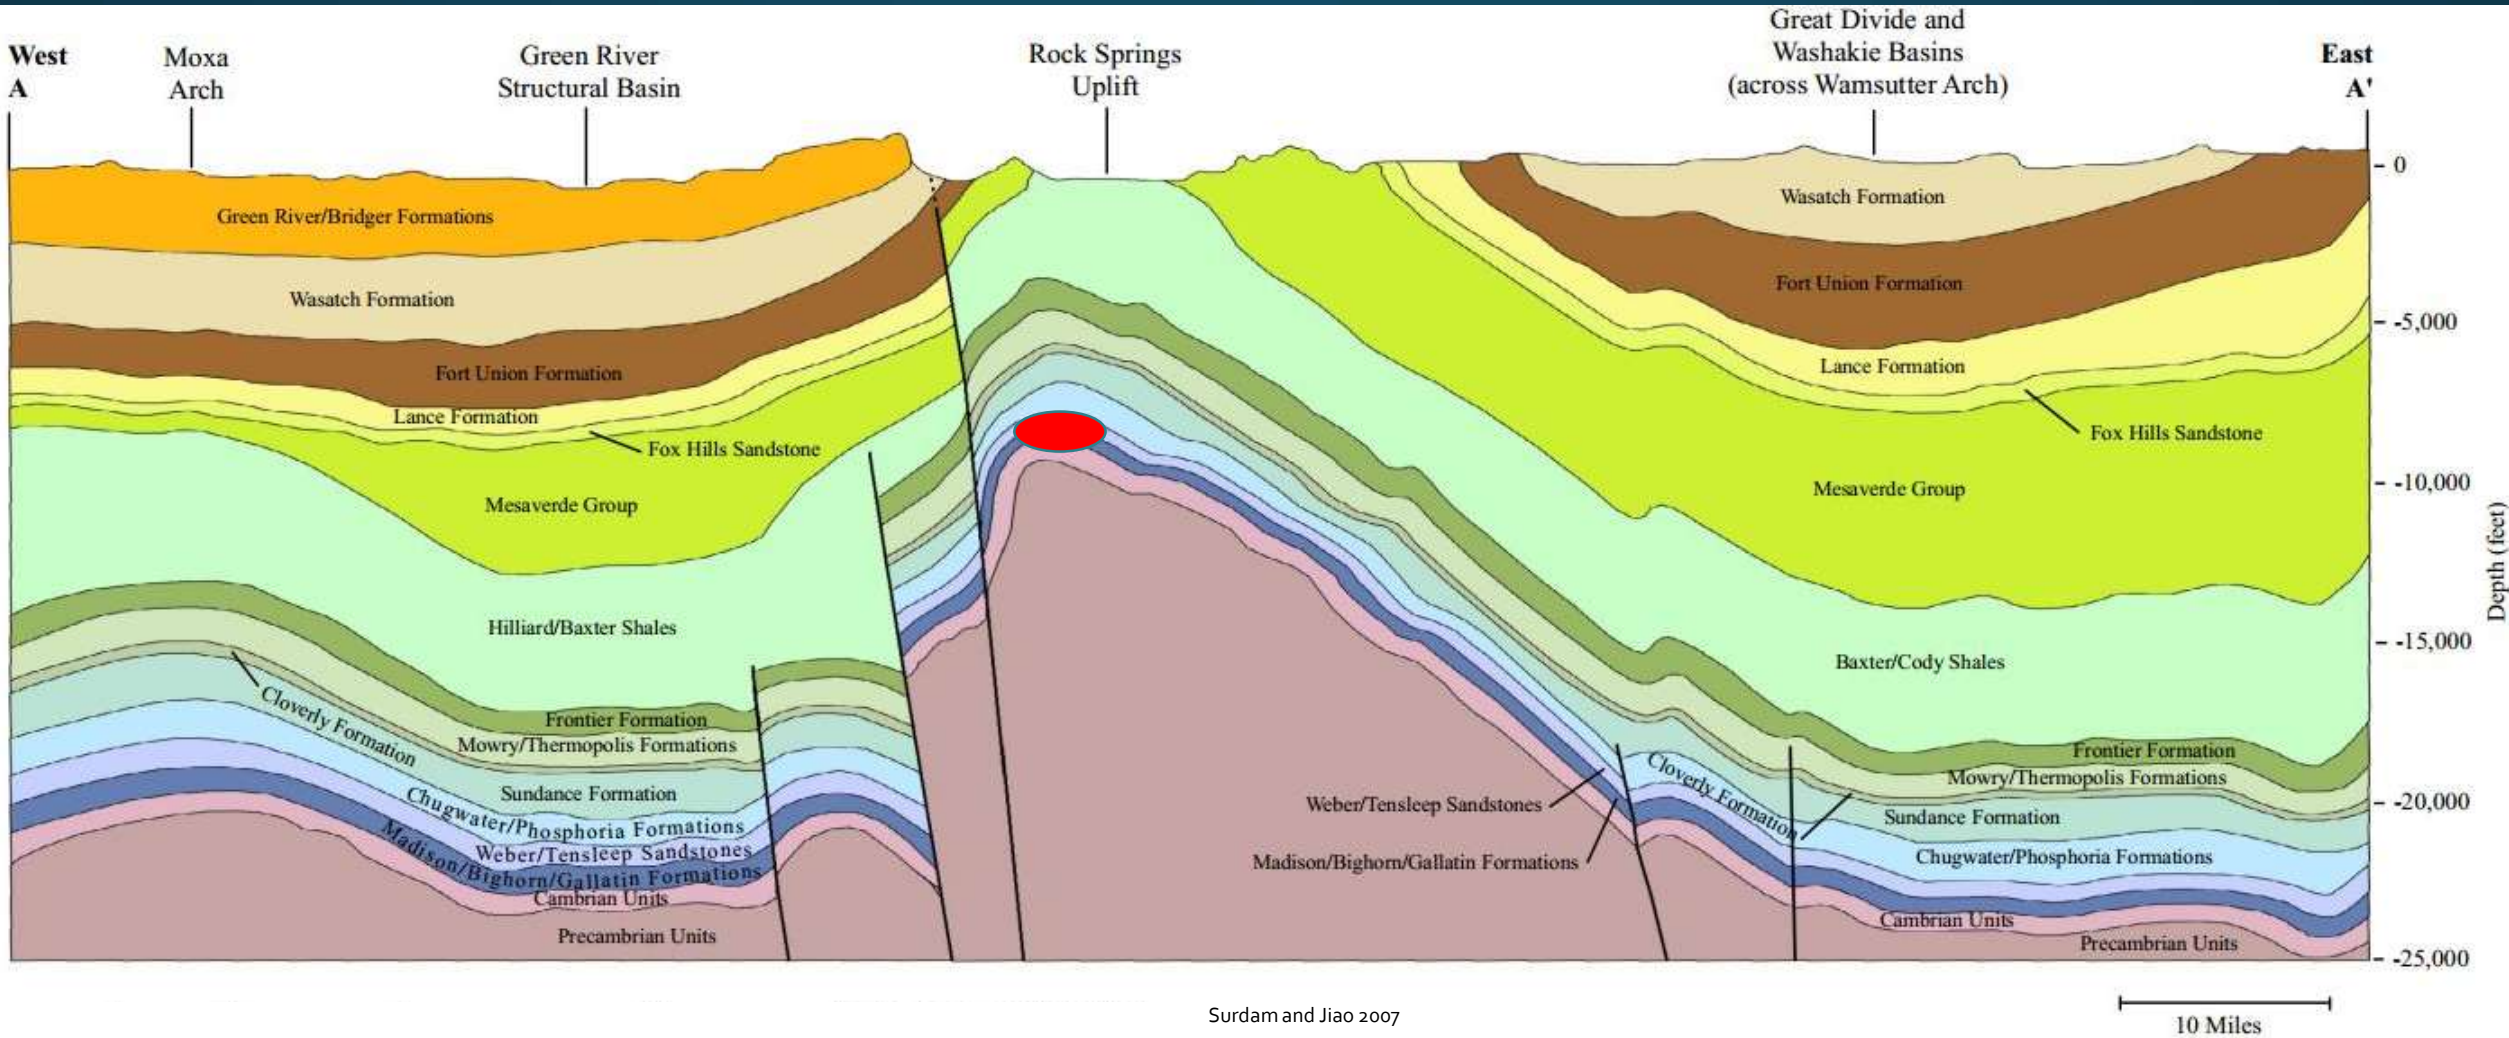 Great Divide and
Washakie Basins
(across Wamsutter Arch)
West
A
Moxa
Arch
Green River
Structural Basin
Rock Springs
Uplift
East
A'
Green River/Bridger Formations
Wasatch Formation
Fort Union Formation
Lance Formation
Fox Hills Sandstone
Mesaverde Group
Hilliard/Baxter Shales
Frontier Formation
Mowry/Thermopolis Formations
Cloverly Formation
Sundance Formation
Chugwater/Phosphoria Formations
Weber/Tensleep Sandstones
Madison/Bighorn/Gallatin Formations
Cambrian Units
Precambrian Units
Wasatch Formation
Fort Union Formation
Lance Formation
Fox Hills Sandstone
Mesaverde Group
Baxter/Cody Shales
Frontier Formation
Mowry/Thermopolis Formations
Cloverly Formation
Sundance Formation
Weber/Tensleep Sandstones
Chugwater/Phosphoria Formations
Madison/Bighorn/Gallatin Formations
Cambrian Units
Precambrian Units
0
-5,000
-10,000
-15,000
-20,000
-25,000
Depth (feet)
Surdam and Jiao 2007
10 Miles